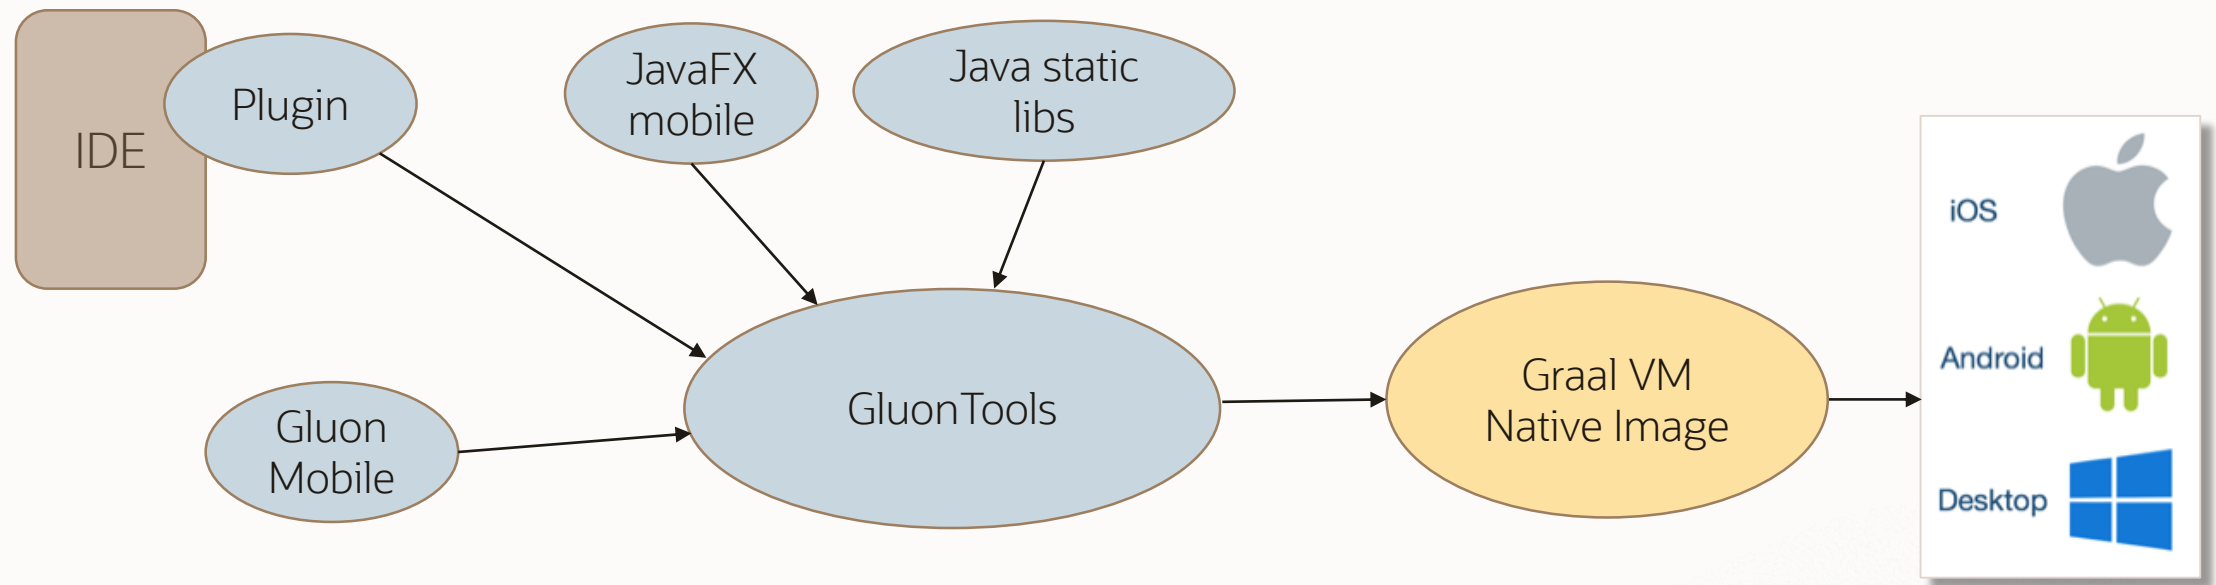 IDE
Plugin
JavaFX
mobile
Java static
libs
Gluon
Mobile
GluonTools
Graal VM
Native Image
iOS
Android
Desktop